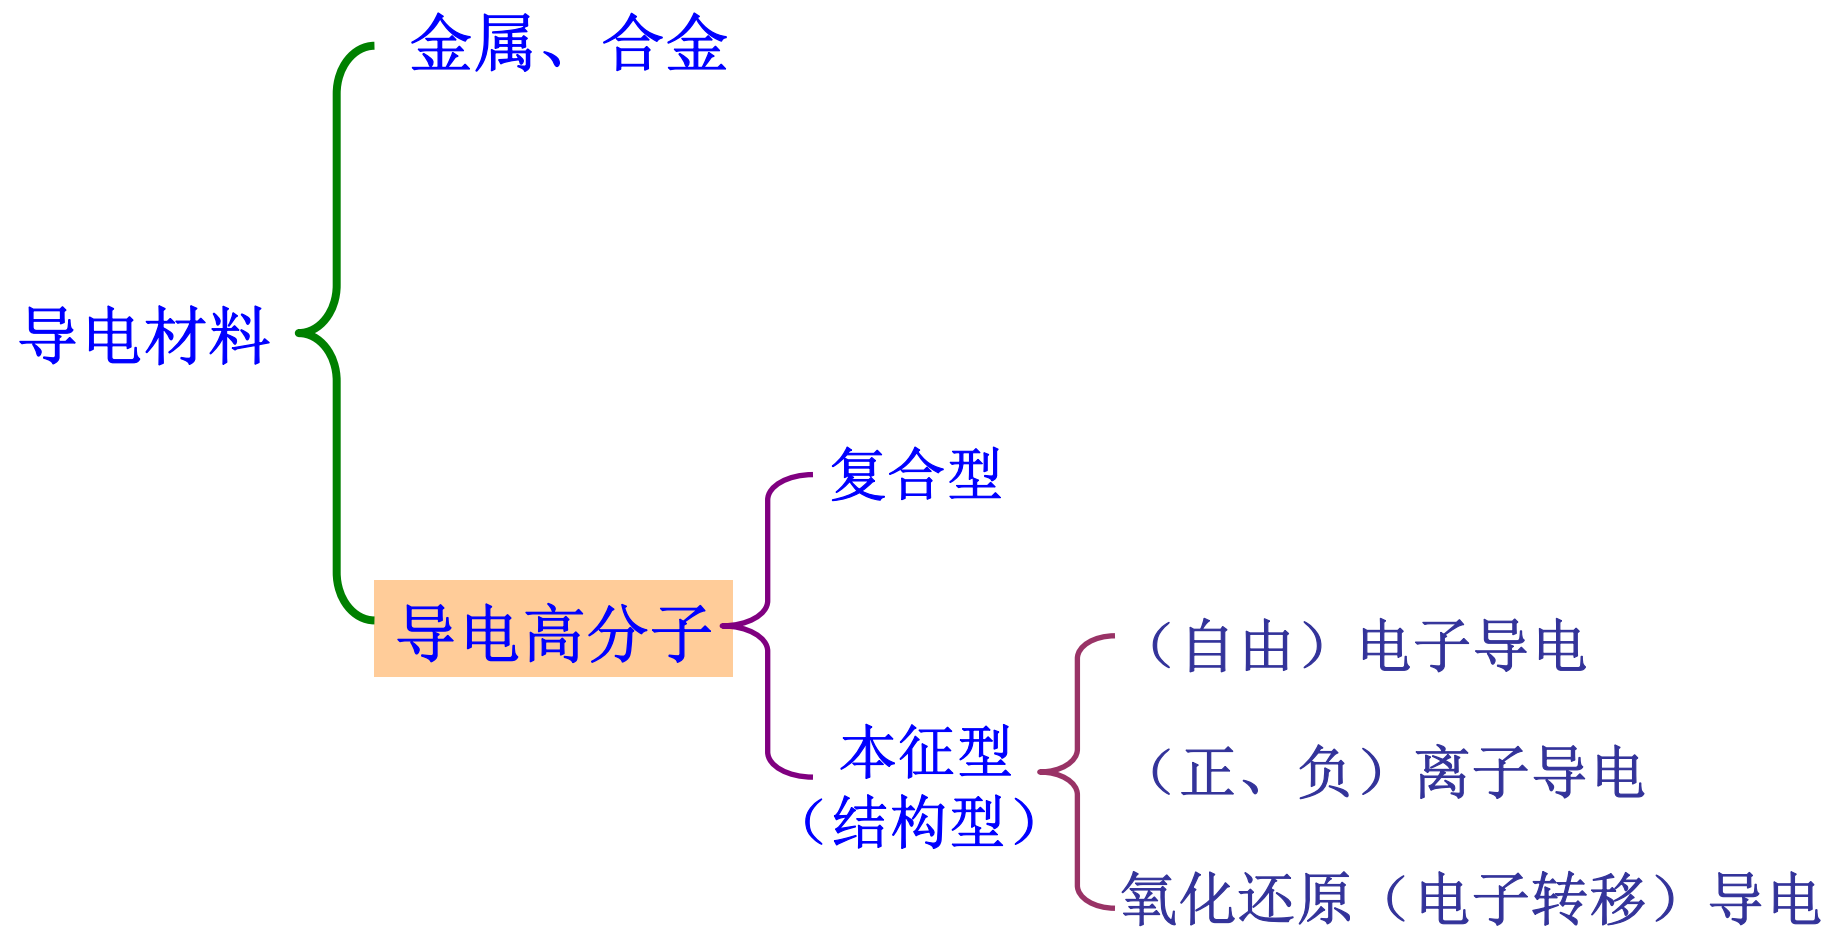 金属、合金
导电材料
复合型
导电高分子
（自由）电子导电
本征型
（正、负）离子导电
（结构型）
氧化还原（电子转移）导电